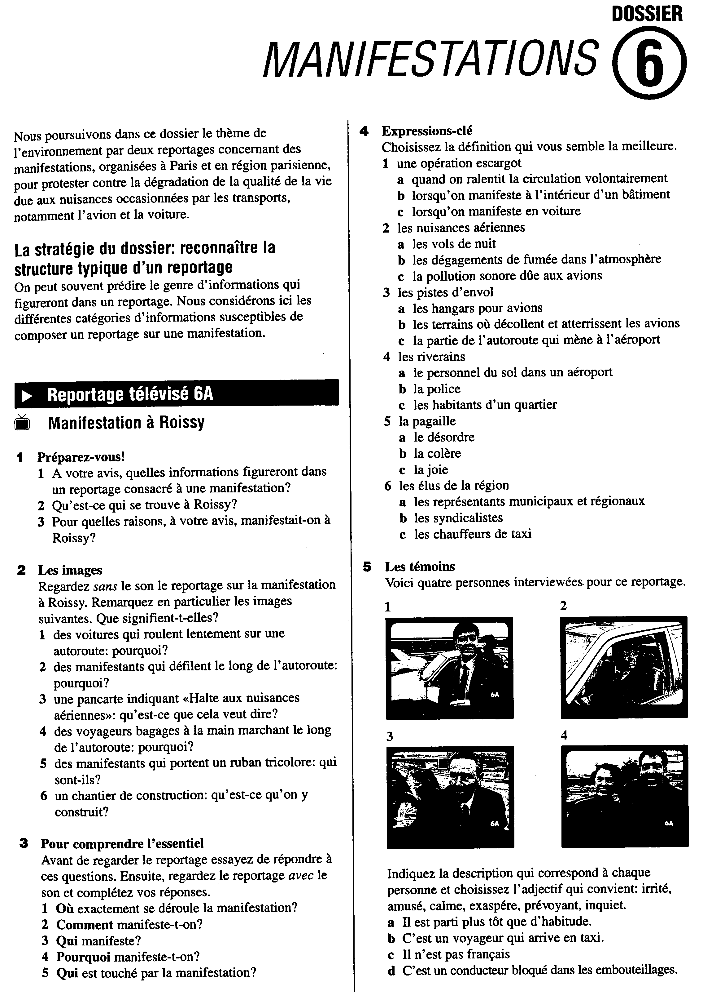 DOSSIER
MANIFESTATIONS 6
Nous poursuivons dans ce dossier le thème de
l'environnement par deux reportages concernant des
manifestations, organisées à Paris et en région parisienne,
pour protester contre la dégradation de la qualité de la vie
due aux nuisances occasionnées par les transports,
notamment l'avion et la voiture.
La stratégie du dossier: reconnaître la
structure typique d'un reportage
On peut souvent prédire le genre d'informations qui
figureront dans un reportage. Nous considérons ici les
différentes catégories d'informations susceptibles de
composer un reportage sur une manifestation.
Reportage télévisé 6A
Manifestation à Roissy
1 Préparez-vous!
1 A votre avis, quelles informations figureront dans
un reportage consacré à une manifestation?
2 Qu'est-ce qui se trouve à Roissy?
3 Pour quelles raisons, à votre avis, manifestait-on à
Roissy?
2 Les images
Regardez sans le son le reportage sur la manifestation
à Roissy. Remarquez en particulier les images
suivantes. Que signifient-t-elles?
1 des voitures qui roulent lentement sur une
autoroute: pourquoi?
2 des manifestants qui défilent le long de l'autoroute:
pourquoi?
3 une pancarte indiquant «Halte aux nuisances
aériennes»: qu'est-ce que cela veut dire?
4 des voyageurs bagages à la main marchant le long
de l'autoroute: pourquoi?
5 des manifestants qui portent un ruban tricolore: qui
sont-ils?
6 un chantier de construction: qu'est-ce qu'on y
construit?
3 Pour comprendre l'essentiel
Avant de regarder le reportage essayez de répondre à
ces questions. Ensuite, regardez le reportage avec le
son et complétez vos réponses.
1 Où exactement se déroule la manifestation?
2 Comment manifeste-t-on?
3 Qui manifeste?
4 Pourquoi manifeste-t-on?
5 Qui est touché par la manifestation?
4 Expressions-clé
Choisissez la définition qui vous semble la meilleure.
1 une opération escargot
a quand on ralentit la circulation volontairement
b lorsqu'on manifeste à l'intérieur d'un bâtiment
c lorsqu'on manifeste en voiture
2 les nuisances aériennes
a les vols de nuit
b les dégagements de fumée dans l'atmosphère
c la pollution sonore dûe aux avions
3 les pistes d'envol
a les hangars pour avions
b les terrains où décollent et atterrissent les avions
c la partie de l'autoroute qui mène à l'aéroport
4 les riverains
a le personnel du sol dans un aéroport
b la police
c les habitants d'un quartier
5 la pagaille
a le désordre
b la colère
c la joie
6 les élus de la région
a les représentants municipaux et régionaux
b les syndicalistes
c les chauffeurs de taxi
5 Les témoins
Voici quatre personnes interviewées pour ce reportage.
1 2
6A 6A
3 4
6A 6A
Indiquez la description qui correspond à chaque
personne et choisissez l'adjectif qui convient: irrité,
amusé, calme, exaspére, prévoyant, inquiet.
a Il est parti plus tôt que d'habitude.
b C'est un voyageur qui arrive en taxi.
c Il n'est pas français
d C'est un conducteur bloqué dans les embouteillages.